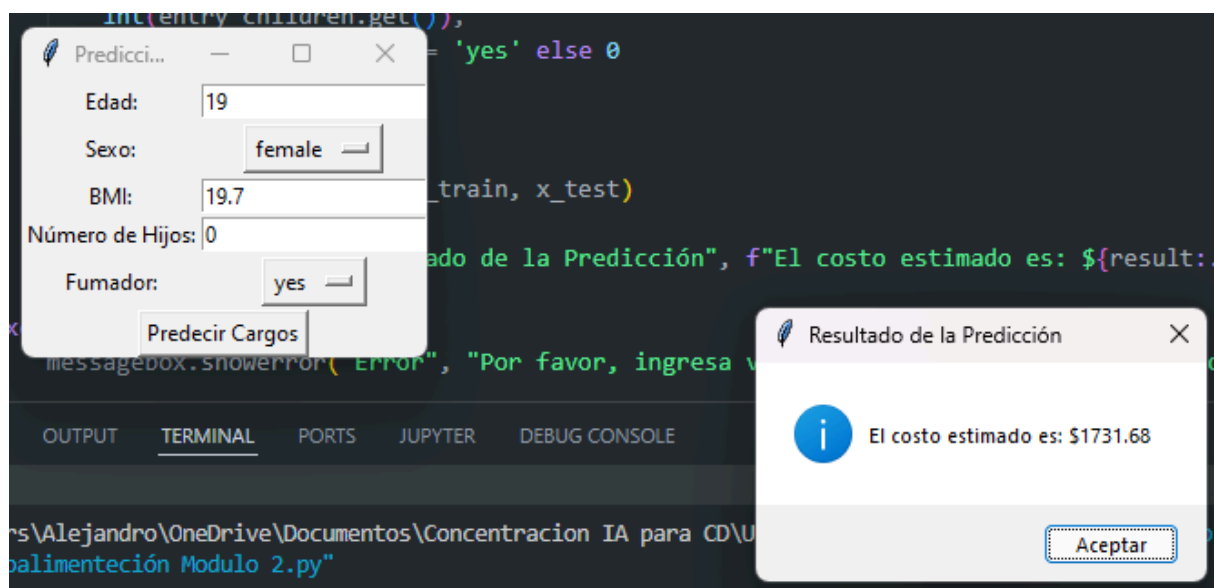 int(entry_children.get()),
= 'yes' else 0
Predicci...
Edad: 19
Sexo: female
BMI: 19.7
Número de Hijos: 0
Fumador: yes
Predecir Cargos
_train, x_test)
ado de la Predicción", f"El costo estimado es: ${result:.
messagebox.showerror("Error", "Por favor, ingresa v
Resultado de la Predicción
El costo estimado es: $1731.68
Aceptar
OUTPUT TERMINAL PORTS JUPYTER DEBUG CONSOLE
rs\Alejandro\OneDrive\Documentos\Concentracion IA para CD\U
oalimenteción Modulo 2.py"